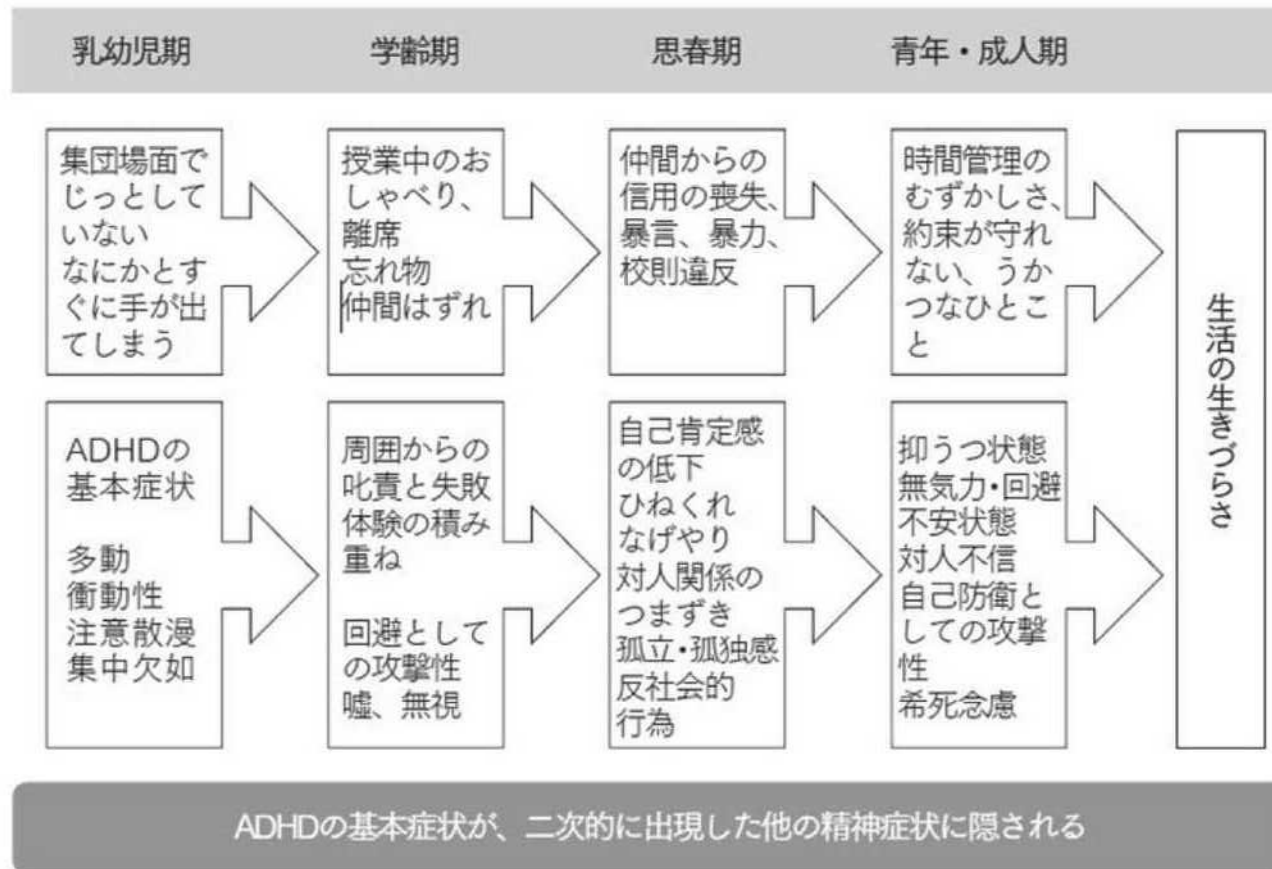 乳幼児期
学齢期
思春期
青年・成人期
集団場面で
じっとして
いない
なにかとす
ぐに手が出
てしまう
授業中のお
しゃべり、
離席
忘れ物
仲間はずれ
仲間からの
信用の喪失、
暴言、暴力、
校則違反
時間管理の
むずかしさ、
約束が守れ
ない、うか
つなひとこ
と
ADHDの
基本症状
多動
衝動性
注意散漫
集中欠如
周囲からの
叱責と失敗
体験の積み
重ね
回避として
の攻撃性
嘘、無視
自己肯定感
の低下
ひねくれ
なげやり
対人関係の
つまずき
孤立・孤独感
反社会的
行為
抑うつ状態
無気力・回避
不安状態
対人不信
自己防衛と
しての攻撃
性
希死念慮
生活の生きづらさ
ADHDの基本症状が、二次的に出現した他の精神症状に隠される